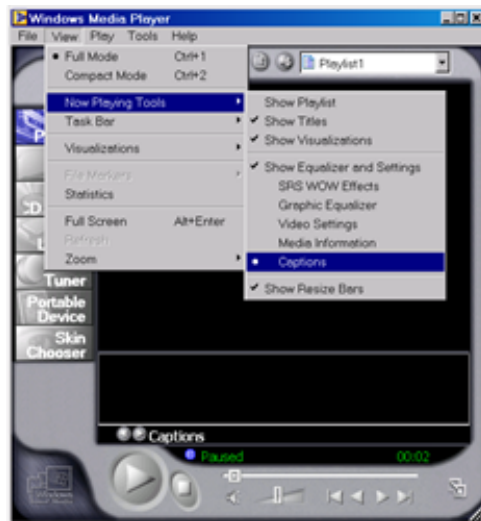 Windows Media Player
File View Play Tools Help
Full Mode Ctrl+1
Compact Mode Ctrl+2
Now Playing Tools
Task Bar
Visualizations
File Markers
Statistics
Full Screen Alt+Enter
Refresh
Zoom
Playlist1
Show Playlist
Show Titles
Show Visualizations
Show Equalizer and Settings
SRS WOW Effects
Graphic Equalizer
Video Settings
Media Information
Captions
Show Resize Bars
Tuner
Portable
Device
Skin
Chooser
Captions
Paused 00:02
Windows
Media